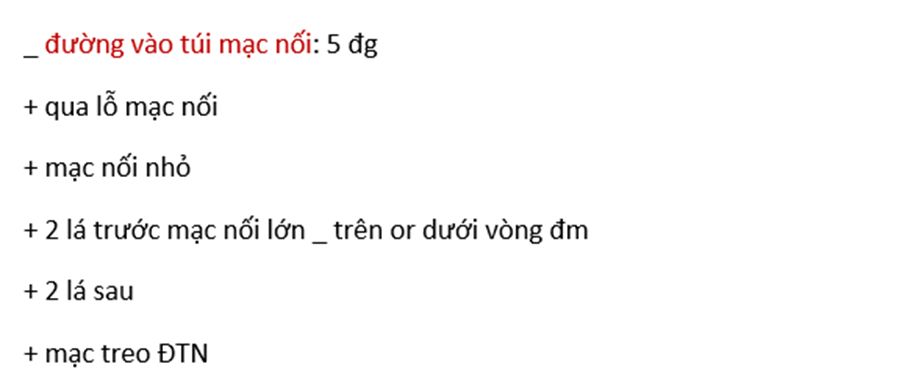 _ đường vào túi mạc nối: 5 đg
+ qua lỗ mạc nối
+ mạc nối nhỏ
+ 2 lá trước mạc nối lớn _ trên or dưới vòng đm
+ 2 lá sau
+ mạc treo ĐTN